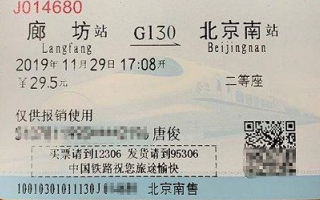 J014680
廊坊站 G130 北京南站
Langfang Beijingnan
2019年11月29日17:08开
¥29.5元 二等座
仅供报销使用
唐俊
买票请到12306 发货请到95306
中国铁路祝您旅途愉快
北京南售